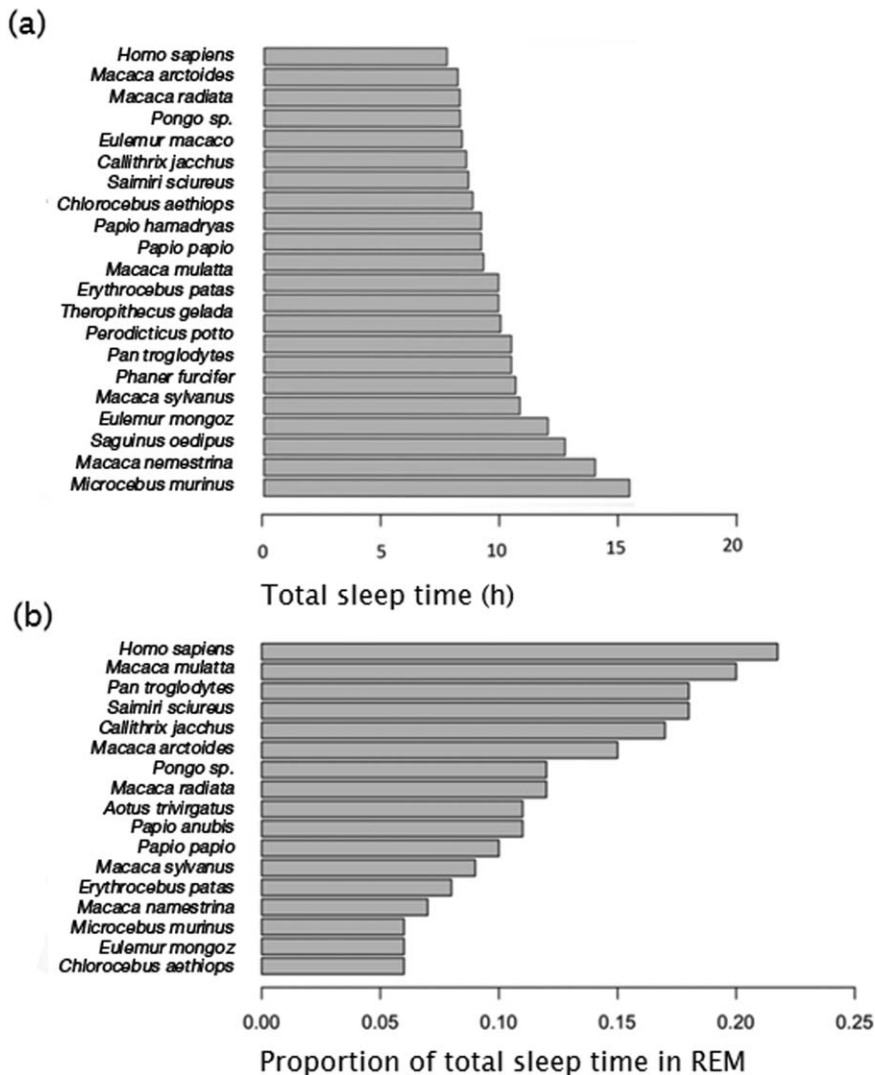 (a)
Homo sapiens
Macaca arctoides
Macaca radiata
Pongo sp.
Eulemur macaco
Callithrix jacchus
Saimiri sciureus
Chlorocebus aethiops
Papio hamadryas
Papio papio
Macaca mulatta
Erythrocebus patas
Theropithecus gelada
Perodicticus potto
Pan troglodytes
Phaner furcifer
Macaca sylvanus
Eulemur mongoz
Saguinus oedipus
Macaca nemestrina
Microcebus murinus
0 5 10 15 20
Total sleep time (h)
(b)
Homo sapiens
Macaca mulatta
Pan troglodytes
Saimiri sciureus
Callithrix jacchus
Macaca arctoides
Pongo sp.
Macaca radiata
Aotus trivirgatus
Papio anubis
Papio papio
Macaca sylvanus
Erythrocebus patas
Macaca namestrina
Microcebus murinus
Eulemur mongoz
Chlorocebus aethiops
0.00 0.05 0.10 0.15 0.20 0.25
Proportion of total sleep time in REM